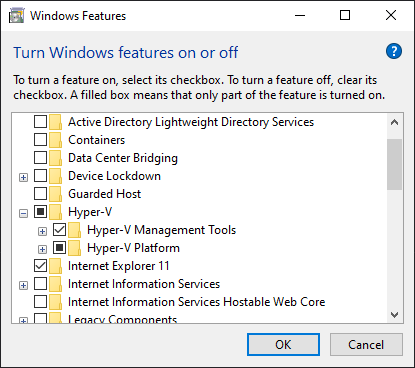 Windows Features
Turn Windows features on or off
?
To turn a feature on, select its checkbox. To turn a feature off, clear its
checkbox. A filled box means that only part of the feature is turned on.
Active Directory Lightweight Directory Services
Containers
Data Center Bridging
Device Lockdown
Guarded Host
Hyper-V
Hyper-V Management Tools
Hyper-V Platform
Internet Explorer 11
Internet Information Services
Internet Information Services Hostable Web Core
Legacy Components
OK
Cancel